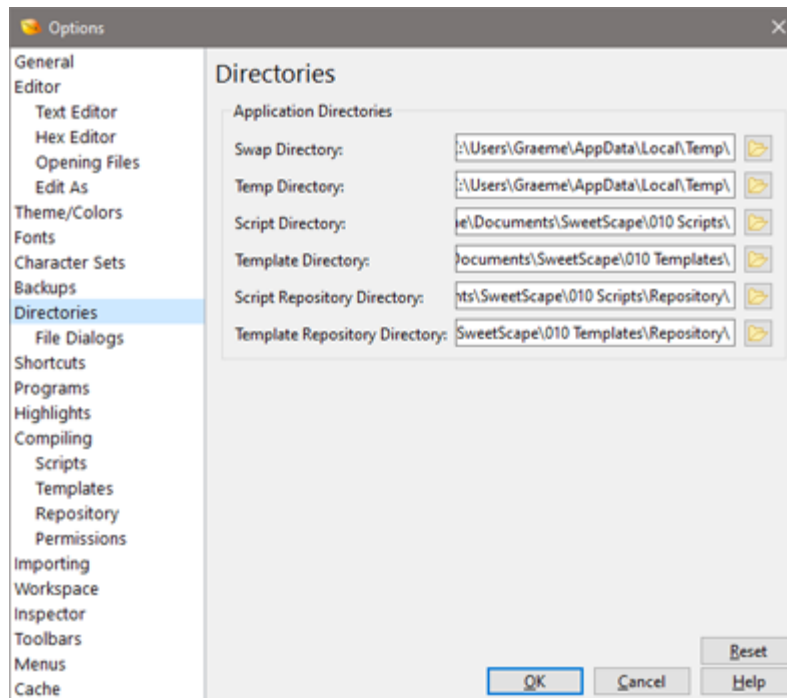 Options
General
Editor
Text Editor
Hex Editor
Opening Files
Edit As
Theme/Colors
Fonts
Character Sets
Backups
Directories
File Dialogs
Shortcuts
Programs
Highlights
Compiling
Scripts
Templates
Repository
Permissions
Importing
Workspace
Inspector
Toolbars
Menus
Cache
Directories
Application Directories
Swap Directory: :\Users\Graeme\AppData\Local\Temp\
Temp Directory: :\Users\Graeme\AppData\Local\Temp\
Script Directory: ne\Documents\SweetScape\010 Scripts\
Template Directory: Documents\SweetScape\010 Templates\
Script Repository Directory: nts\SweetScape\010 Scripts\Repository\
Template Repository Directory: SweetScape\010 Templates\Repository\
Reset
OK Cancel Help